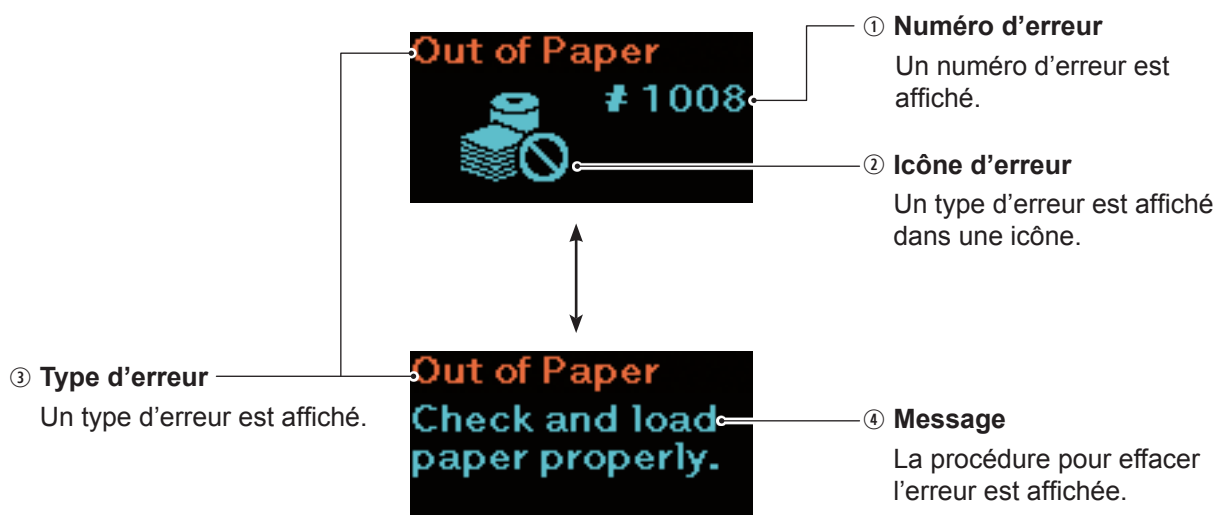 Out of Paper
# 1008
① Numéro d'erreur
Un numéro d'erreur est
affiché.
② Icône d'erreur
Un type d'erreur est affiché
dans une icône.
③ Type d'erreur
Un type d'erreur est affiché.
Out of Paper
Check and load
paper properly.
④ Message
La procédure pour effacer
l'erreur est affichée.